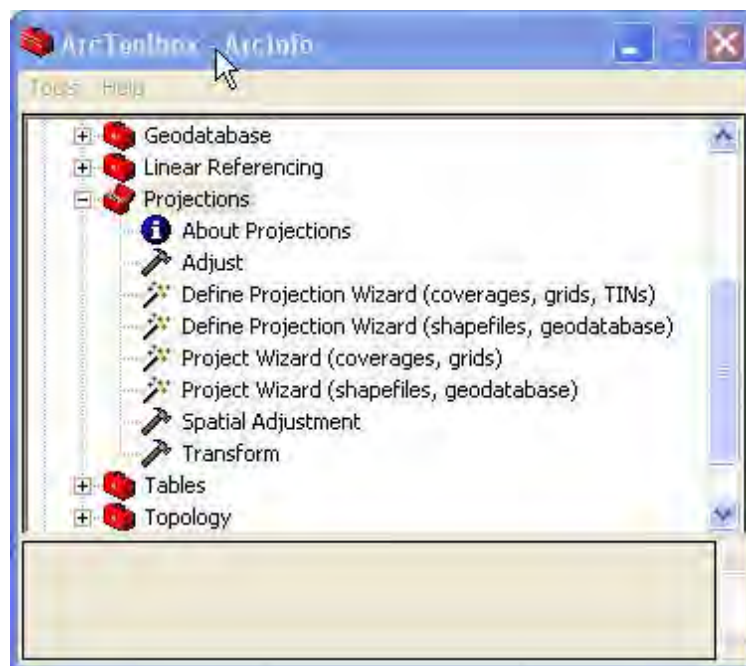 ArcToolbox - ArcInfo
Tools Help
Geodatabase
Linear Referencing
Projections
About Projections
Adjust
Define Projection Wizard (coverages, grids, TINs)
Define Projection Wizard (shapefiles, geodatabase)
Project Wizard (coverages, grids)
Project Wizard (shapefiles, geodatabase)
Spatial Adjustment
Transform
Tables
Topology